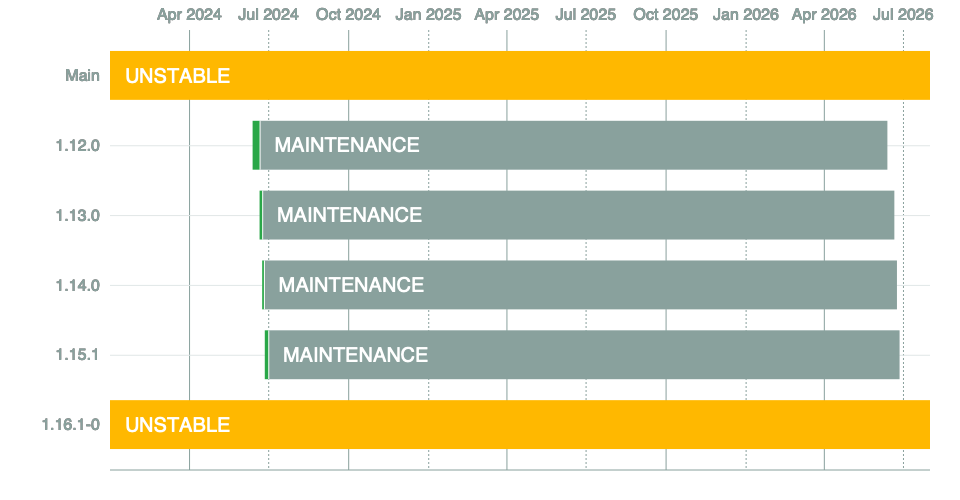 Apr 2024 Jul 2024 Oct 2024 Jan 2025 Apr 2025 Jul 2025 Oct 2025 Jan 2026 Apr 2026 Jul 2026
Main UNSTABLE
1.12.0 MAINTENANCE
1.13.0 MAINTENANCE
1.14.0 MAINTENANCE
1.15.1 MAINTENANCE
1.16.1-0 UNSTABLE